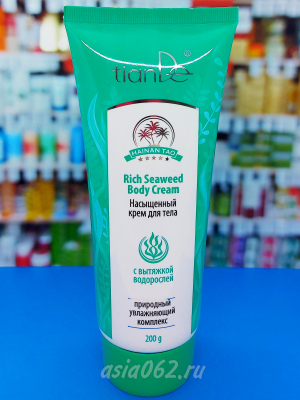 tianDe
HAINAN TAO
Rich Seaweed
Body Cream
Насыщенный
крем для тела
с вытяжкой
водорослей
природный
увлажняющий
комплекс
200 g
asia062.ru